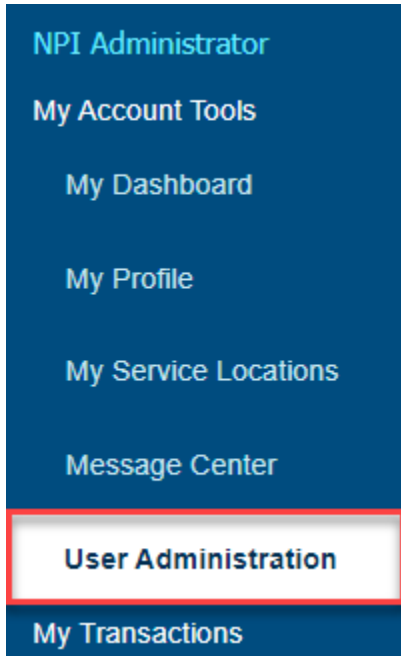 NPI Administrator
My Account Tools
My Dashboard
My Profile
My Service Locations
Message Center
User Administration
My Transactions